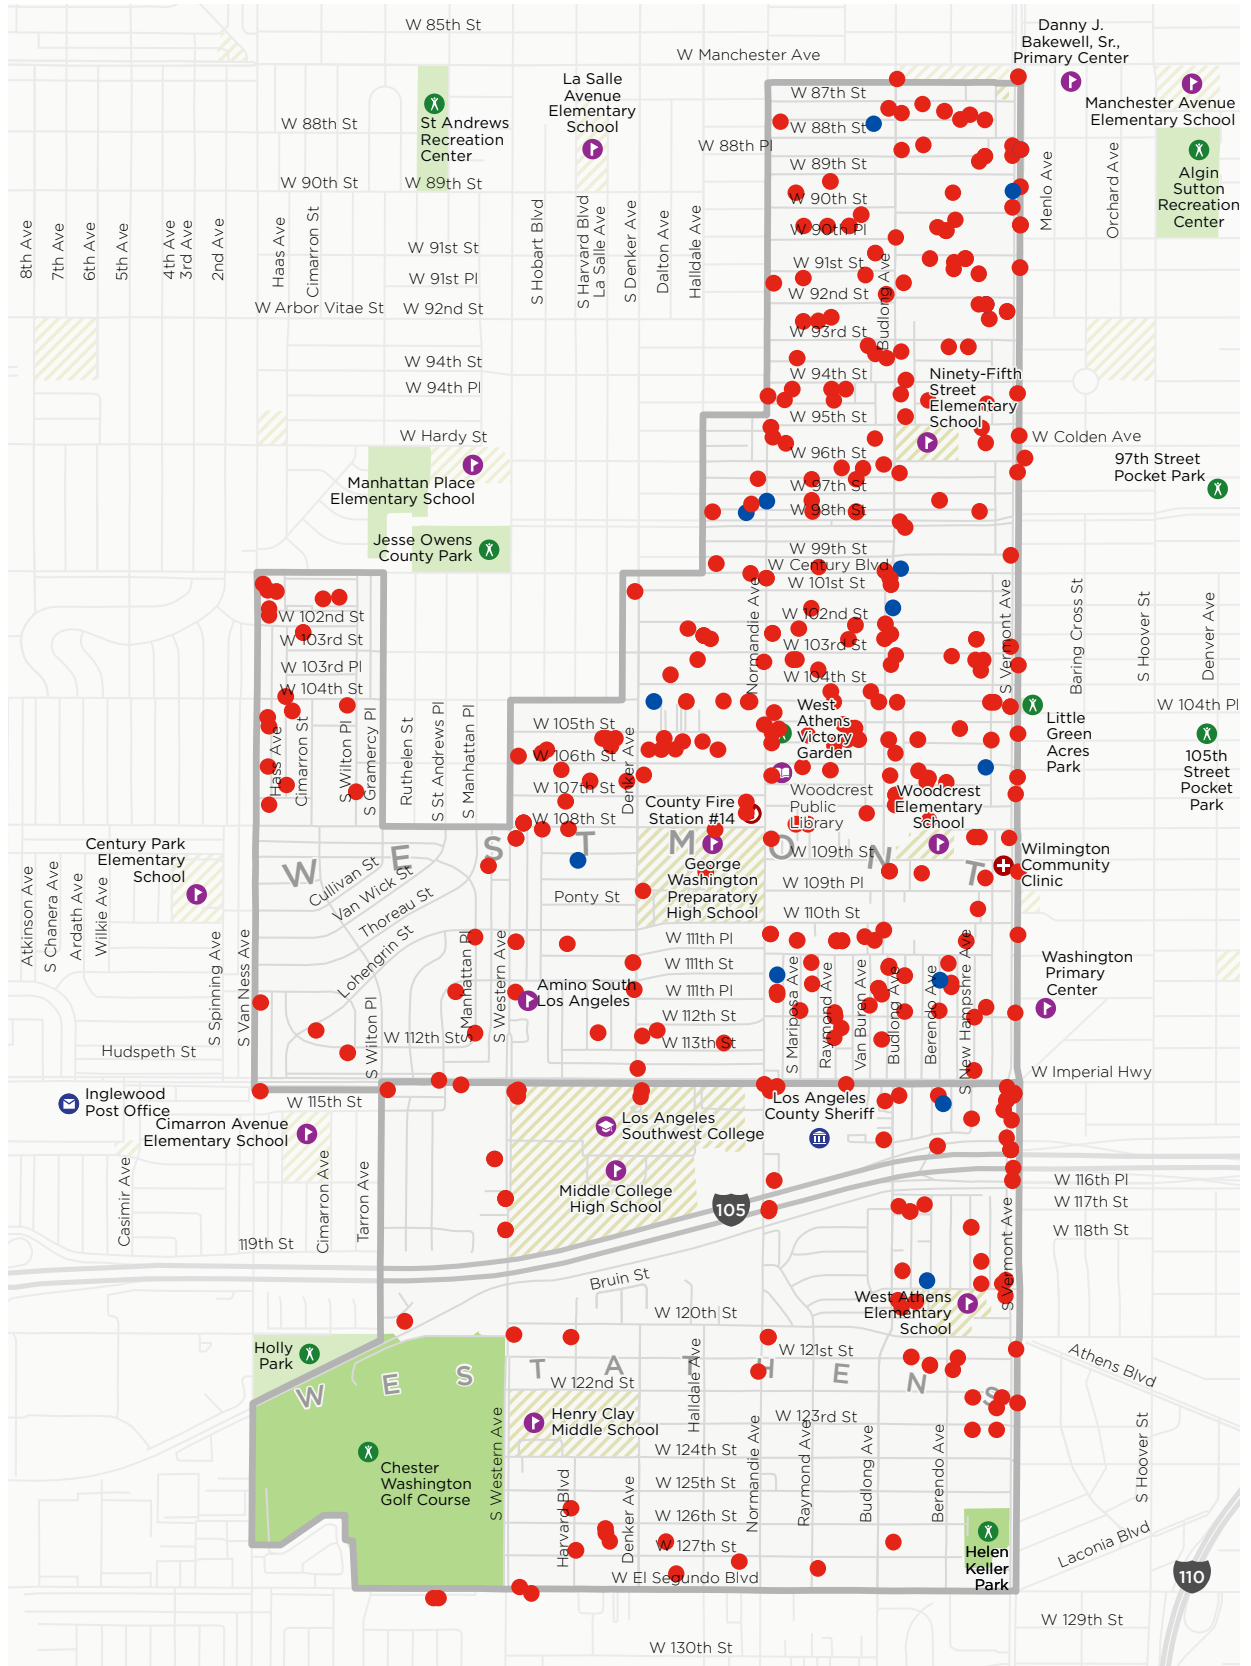 W 85th St
W Manchester Ave
Danny J.
Bakewell, Sr.,
Primary Center
La Salle
Avenue
Elementary
School
W 87th St
Manchester Avenue
Elementary School
W 88th St
St Andrews
Recreation
Center
W 88th St
W 88th Pl
W 89th St
Algin
Sutton
Recreation
Center
W 90th St
W 89th St
W 90th St
W 90th Pl
Menlo Ave
Orchard Ave
8th Ave
7th Ave
6th Ave
5th Ave
4th Ave
3rd Ave
2nd Ave
Haas Ave
Cimarron St
W 91st St
W 91st Pl
W Arbor Vitae St
W 92nd St
S Hobart Blvd
S Harvard Blvd
La Salle Ave
S Denker Ave
Dalton Ave
Halldale Ave
W 91st St
W 92nd St
Budlong Ave
W 93rd St
W 94th St
W 94th Pl
W 94th St
Ninety-Fifth
Street
Elementary
School
W 95th St
W Hardy St
W Colden Ave
W 96th St
97th Street
Pocket Park
Manhattan Place
Elementary School
W 97th St
W 98th St
Jesse Owens
County Park
W 99th St
W Century Blvd
W 101st St
Normandie Ave
S Vermont Ave
Baring Cross St
S Hoover St
Denver Ave
W 102nd St
W 102nd St
W 103rd St
W 103rd St
W 103rd Pl
W 104th St
W 104th St
W 104th Pl
West
Athens
Victory
Garden
Little
Green
Acres
Park
105th
Street
Pocket
Park
W 105th St
W 106th St
W 107th St
W 108th St
Hass Ave
Cimarron St
S Wilton Pl
S Gramercy Pl
Ruthelen St
S St Andrews Pl
S Manhattan Pl
Denker Ave
County Fire
Station #14
Woodcrest
Public
Library
Woodcrest
Elementary
School
WESTMONT
Century Park
Elementary
School
Cullivan St
Van Wick St
Thoreau St
Lohengrin St
George
Washington
Preparatory
High School
W 109th St
W 109th Pl
W 110th St
Wilmington
Community
Clinic
Ponty St
Atkinson Ave
S Chanera Ave
Ardath Ave
Wilkie Ave
S Spinning Ave
S Van Ness Ave
W 111th Pl
W 111th St
W 111th Pl
W 112th St
W 113th St
Washington
Primary
Center
Amino South
Los Angeles
Manhattan Pl
S Western Ave
S Wilton Pl
W 112th St
S Mariposa Ave
Raymond Ave
Van Buren Ave
Budlong Ave
Berendo Ave
S New Hampshire Ave
Hudspeth St
W Imperial Hwy
Inglewood
Post Office
W 115th St
Cimarron Avenue
Elementary School
Los Angeles
Southwest College
Los Angeles
County Sheriff
Middle College
High School
Casimir Ave
Cimarron Ave
Tarron Ave
105
W 116th Pl
W 117th St
W 118th St
S Vermont Ave
119th St
Bruin St
West Athens
Elementary
School
W 120th St
Holly
Park
W 121st St
Athens Blvd
WEST ATHENS
W 122nd St
Halldale Ave
Henry Clay
Middle School
W 123rd St
W 124th St
Chester
Washington
Golf Course
S Western Ave
W 125th St
Harvard Blvd
Denker Ave
Normandie Ave
Raymond Ave
Budlong Ave
Berendo Ave
S Hoover St
W 126th St
W 127th St
Helen
Keller
Park
Laconia Blvd
W El Segundo Blvd
110
W 129th St
W 130th St